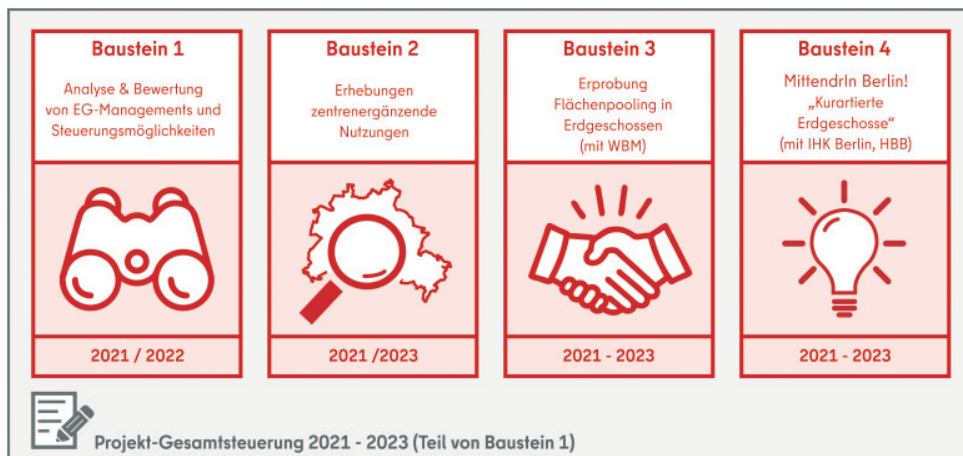 Baustein 1
Analyse & Bewertung
von EG-Managements und
Steuerungsmöglichkeiten
2021 / 2022
Baustein 2
Erhebungen
zentrenergänzende
Nutzungen
2021 /2023
Baustein 3
Erprobung
Flächenpooling in
Erdgeschossen
(mit WBM)
2021 - 2023
Baustein 4
MittendrIn Berlin!
„Kurartierte
Erdgeschosse“
(mit IHK Berlin, HBB)
2021 - 2023
Projekt-Gesamtsteuerung 2021 - 2023 (Teil von Baustein 1)